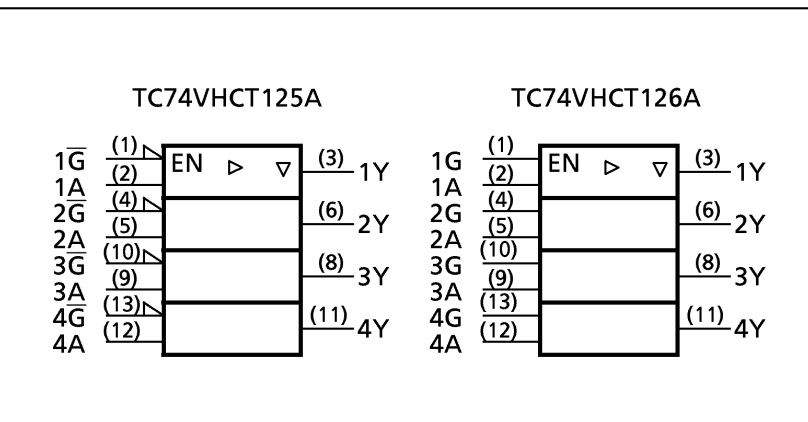 TC74VHCT125A
1G̅ (1) EN ▷ ▽ (3) 1Y
1A (2)
2G̅ (4) (6) 2Y
2A (5)
3G̅ (10) (8) 3Y
3A (9)
4G̅ (13) (11) 4Y
4A (12)
TC74VHCT126A
1G (1) EN ▷ ▽ (3) 1Y
1A (2)
2G (4) (6) 2Y
2A (5)
3G (10) (8) 3Y
3A (9)
4G (13) (11) 4Y
4A (12)